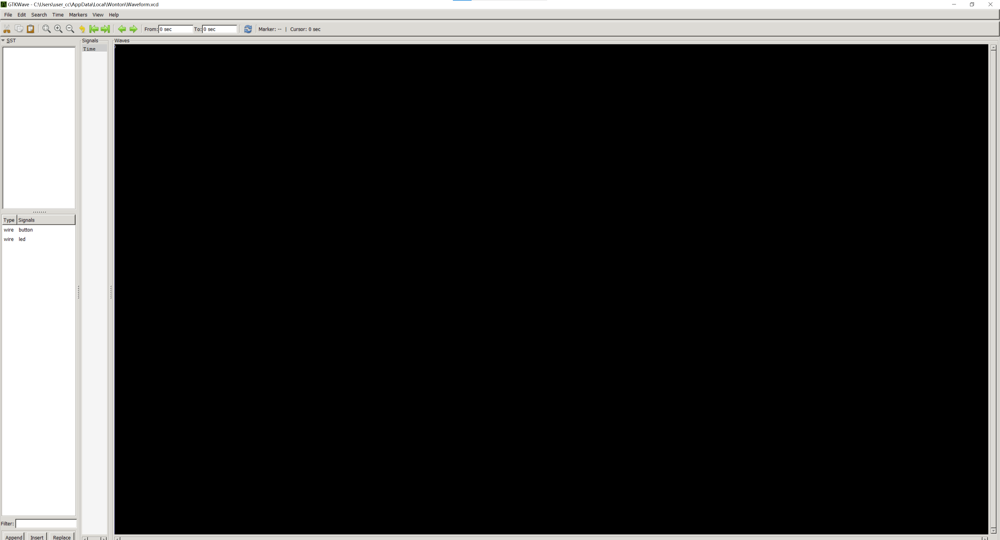 GTKWave - C:\Users\user_cc\AppData\Local\Wonton\Waveform.vcd
File Edit Search Time Markers View Help
From: 0 sec To: 0 sec Marker: -- | Cursor: 0 sec
SST
Signals
Waves
Time
0
Type Signals
wire button
wire led
Filter:
Append Insert Replace